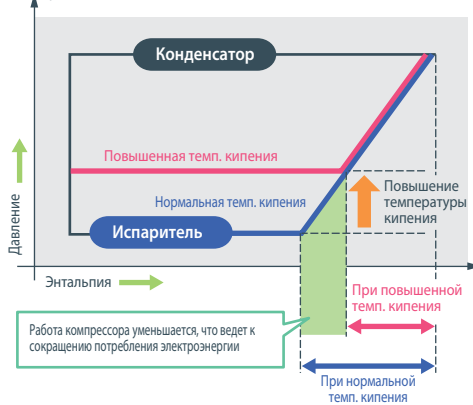 Конденсатор
Повышенная темп. кипения
Нормальная темп. кипения
Испаритель
Повышение
температуры
кипения
Давление
Энтальпия
При повышенной
темп. кипения
Работа компрессора уменьшается, что ведет к
сокращению потребления электроэнергии
При нормальной
темп. кипения